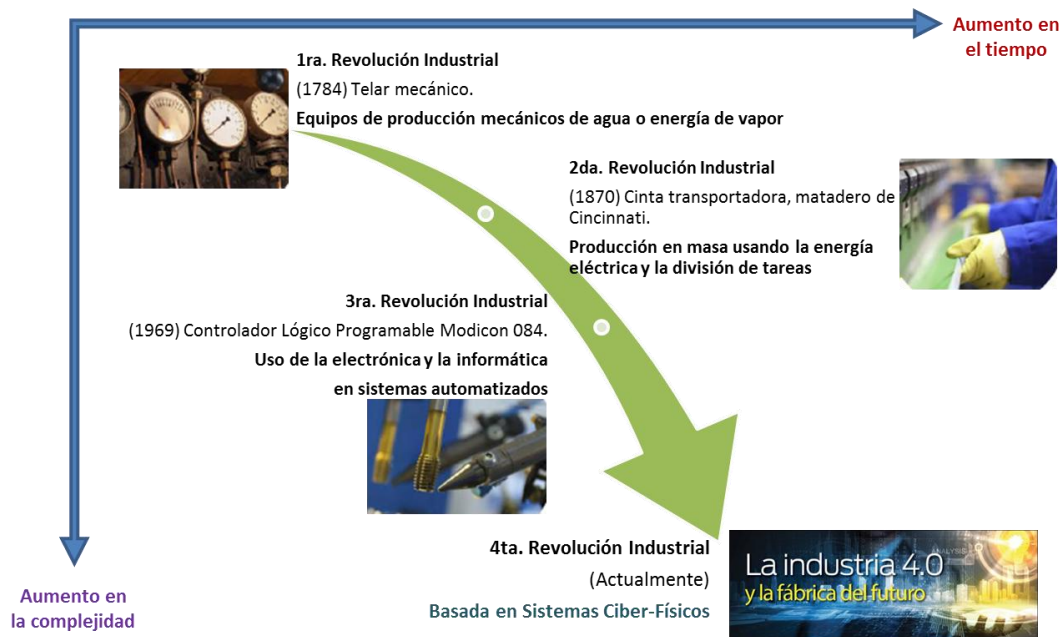 Aumento en
el tiempo
1ra. Revolución Industrial
(1784) Telar mecánico.
Equipos de producción mecánicos de agua o energía de vapor
2da. Revolución Industrial
(1870) Cinta transportadora, matadero de
Cincinnati.
Producción en masa usando la energía
eléctrica y la división de tareas
3ra. Revolución Industrial
(1969) Controlador Lógico Programable Modicon 084.
Uso de la electrónica y la informática
en sistemas automatizados
4ta. Revolución Industrial
(Actualmente)
Basada en Sistemas Ciber-Físicos
ANALYSIS
La industria 4.0
y la fábrica del futuro
Aumento en
la complejidad